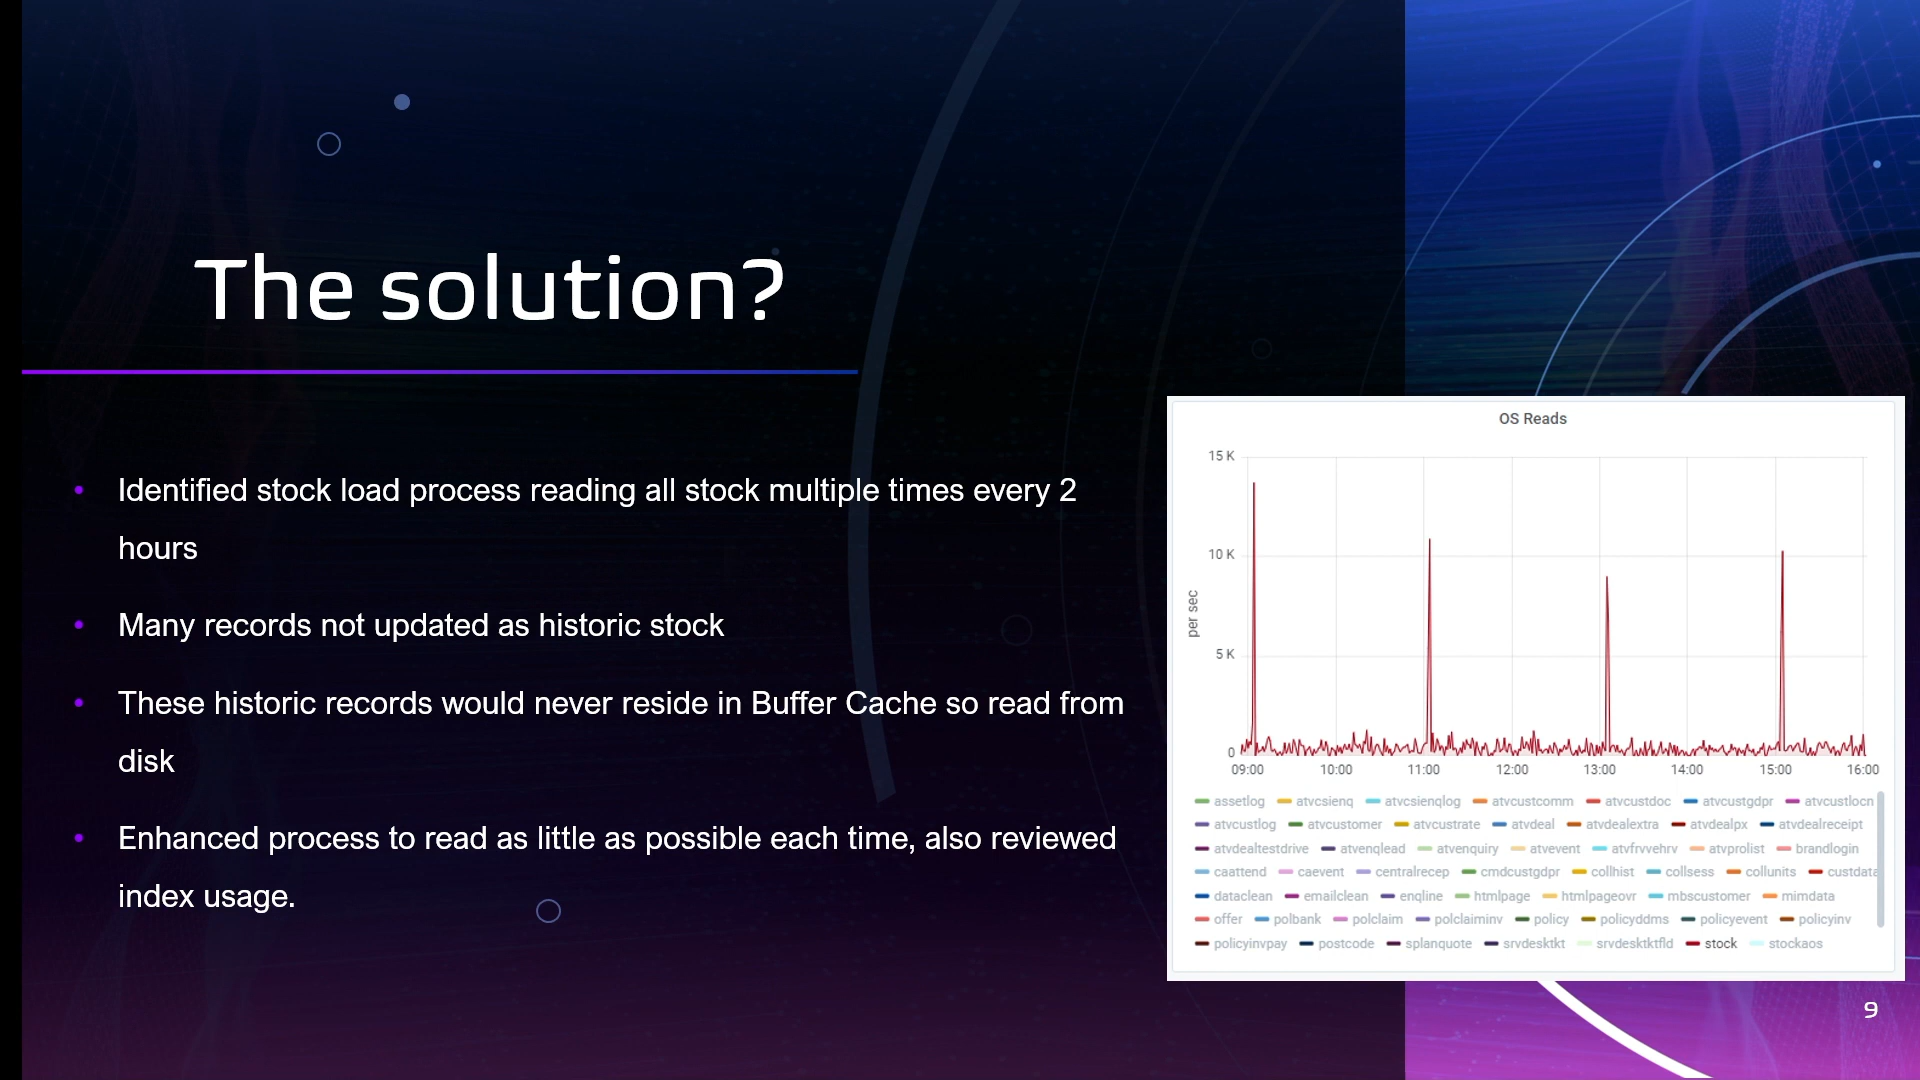 The solution?
Identified stock load process reading all stock multiple times every 2
hours
Many records not updated as historic stock
These historic records would never reside in Buffer Cache so read from
disk
Enhanced process to read as little as possible each time, also reviewed
index usage.
OS Reads
15 K
10 K
5 K
0
per sec
09:00 10:00 11:00 12:00 13:00 14:00 15:00 16:00
assetlog atvcsienq atvcsienqlog atvcustcomm atvcustdoc atvcustgdpr atvcustlocn
atvcustlog atvcustomer atvcustrate atvdeal atvdealextra atvdealpx atvdealreceipt
atvdealtestdrive atvenqlead atvenquiry atvevent atvfrvvehrv atvprolist brandlogin
caattend caevent centralrecep cmdcustgdpr collhist collsess collunits custdata
dataclean emailclean enqline htmlpage htmlpageovr mbscustomer mimdata
offer polbank polclaim polclaiminv policy policyddms policyevent policyinv
policyinvpay postcode splanquote srvdesktkt srvdesktktfld stock stockaos
9